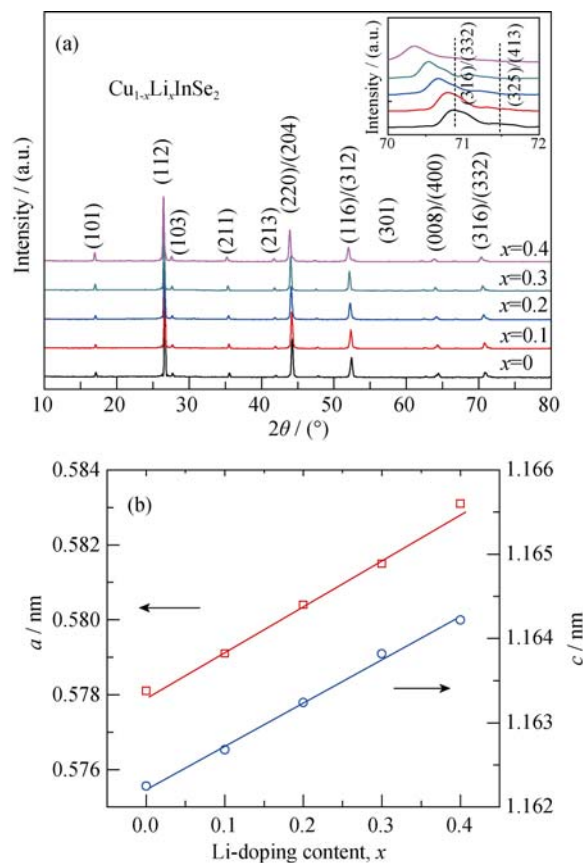 (a)
Cu₁₋ₓLiₓInSe₂
Intensity / (a.u.)
(316)/(332)
(325)/(413)
70 71 72
Intensity / (a.u.)
(101)
(112)
(103)
(211)
(213)
(220)/(204)
(116)/(312)
(301)
(008)/(400)
(316)/(332)
x=0.4
x=0.3
x=0.2
x=0.1
x=0
10 20 30 40 50 60 70 80
2θ / (°)
(b)
0.584
0.583
0.580
0.578
0.576
a / nm
1.166
1.165
1.164
1.163
1.162
c / nm
0.0 0.1 0.2 0.3 0.4
Li-doping content, x